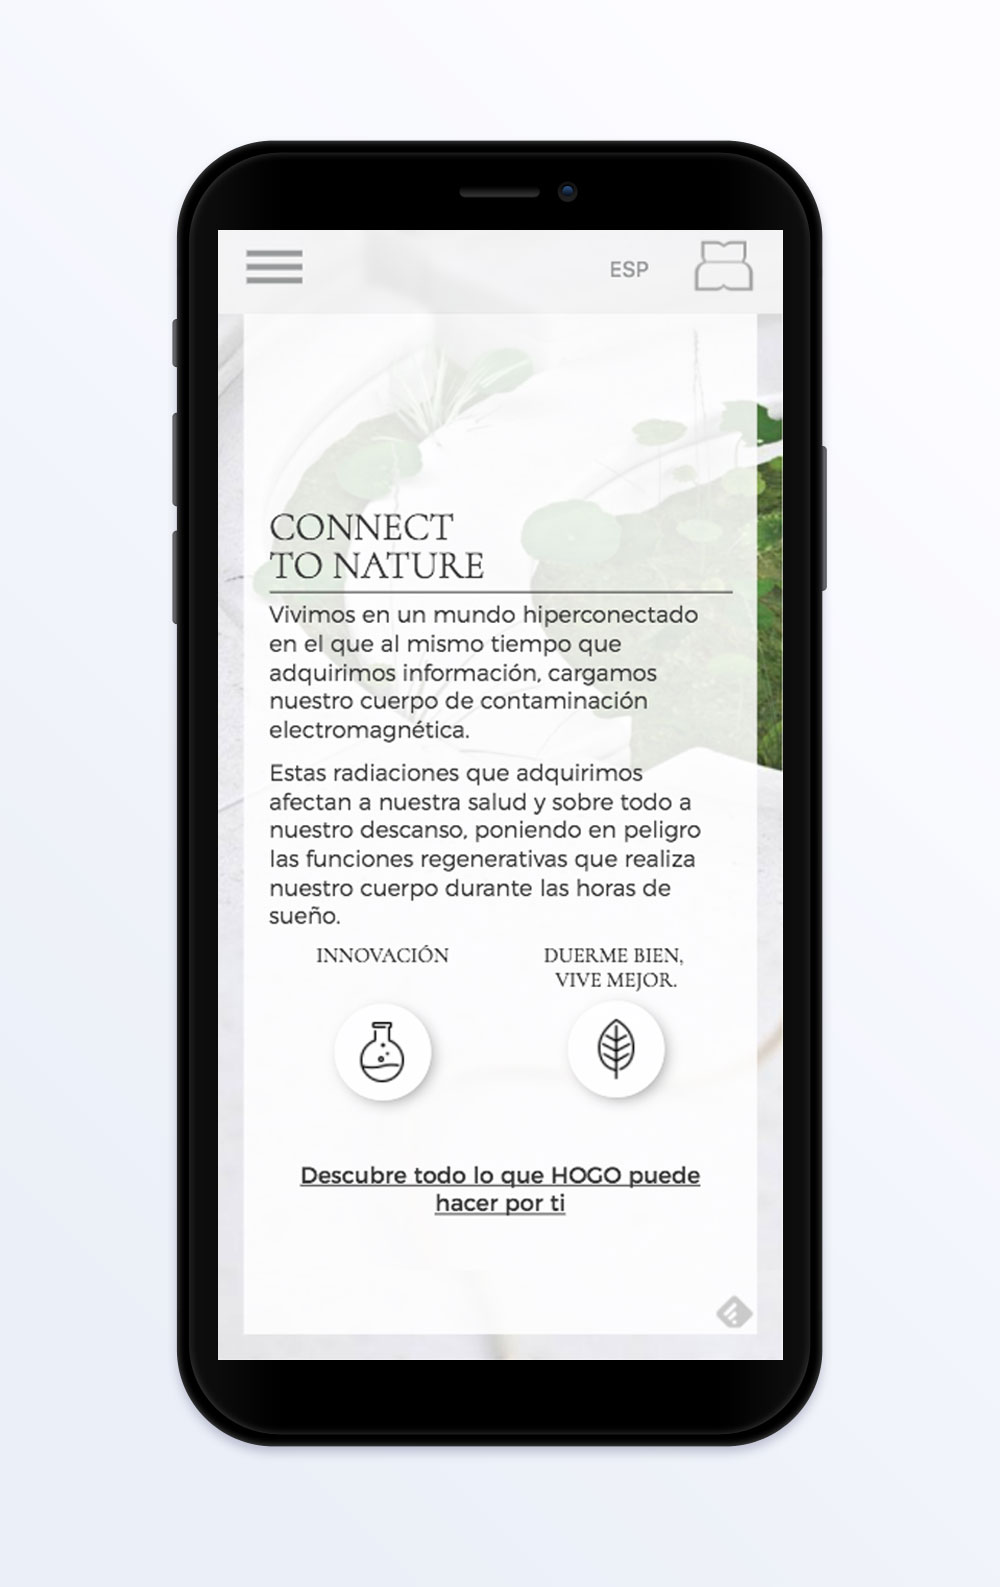 ESP
CONNECT
TO NATURE
Vivimos en un mundo hiperconectado
en el que al mismo tiempo que
adquirimos información, cargamos
nuestro cuerpo de contaminación
electromagnética.
Estas radiaciones que adquirimos
afectan a nuestra salud y sobre todo a
nuestro descanso, poniendo en peligro
las funciones regenerativas que realiza
nuestro cuerpo durante las horas de
sueño.
INNOVACIÓN
DUERME BIEN,
VIVE MEJOR.
Descubre todo lo que HOGO puede
hacer por ti